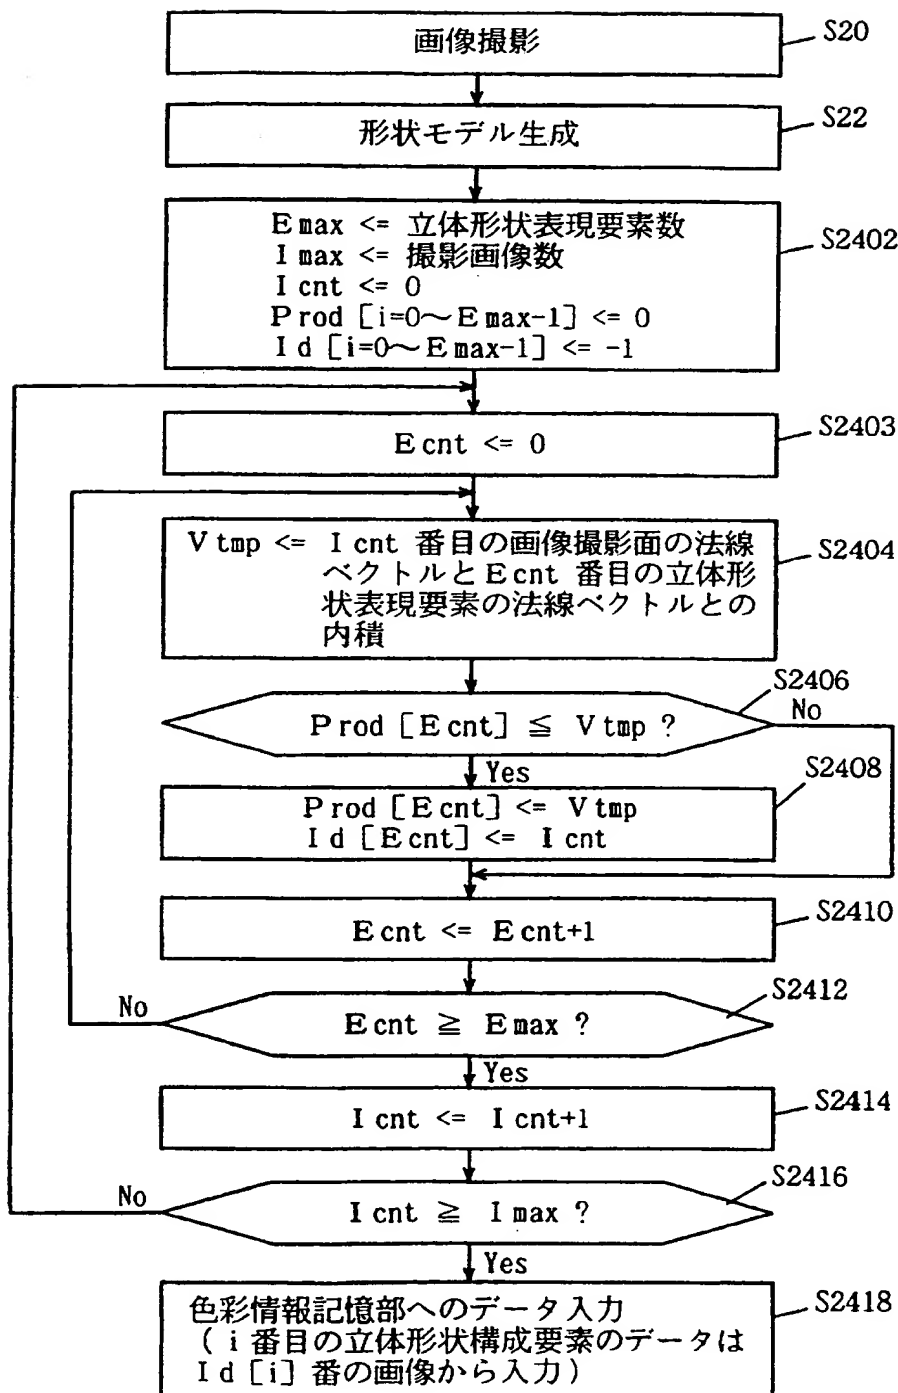 画像撮影
S20
形状モデル生成
S22
Emax <= 立体形状表現要素数
Imax <= 撮影画像数
Icnt <= 0
Prod [i=0～Emax-1] <= 0
Id [i=0～Emax-1] <= -1
S2402
Ecnt <= 0
S2403
Vtmp <= Icnt 番目の画像撮影面の法線
ベクトルとEcnt 番目の立体形
状表現要素の法線ベクトルとの
内積
S2404
S2406
Prod [Ecnt] ≦ Vtmp ?
No
Yes
S2408
Prod [Ecnt] <= Vtmp
Id [Ecnt] <= Icnt
S2410
Ecnt <= Ecnt+1
S2412
No
Ecnt ≧ Emax ?
Yes
S2414
Icnt <= Icnt+1
S2416
No
Icnt ≧ Imax ?
Yes
S2418
色彩情報記憶部へのデータ入力
(i番目の立体形状構成要素のデータは
Id [i] 番の画像から入力)